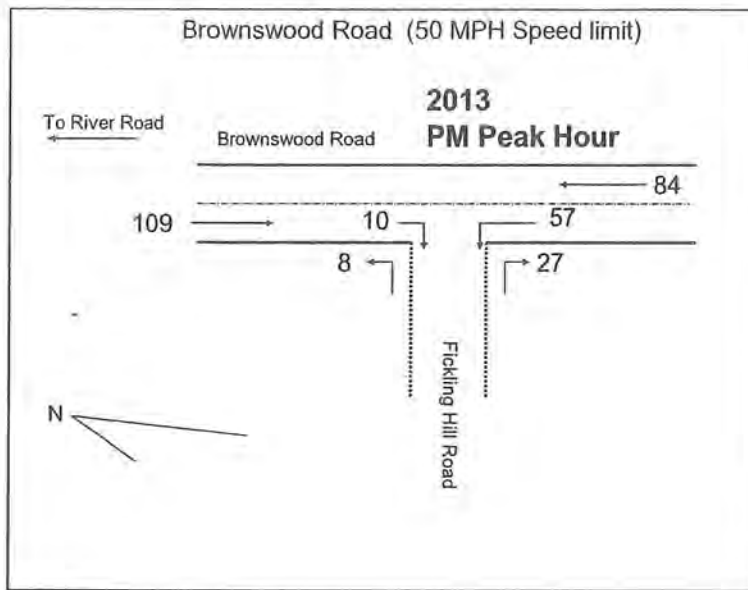 Brownswood Road (50 MPH Speed limit)
2013
PM Peak Hour
To River Road
Brownswood Road
84
109
10
57
8
27
Fickling Hill Road
N